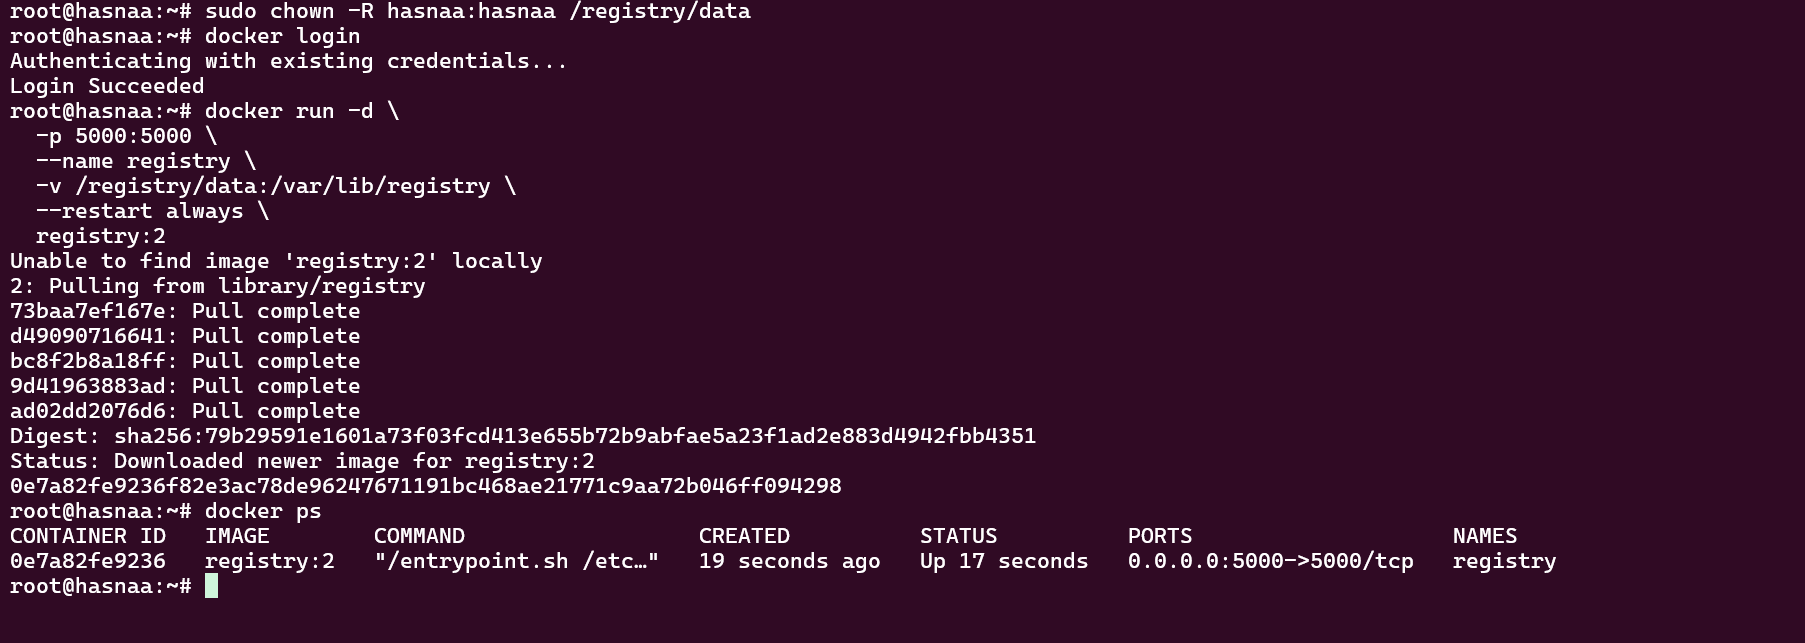 root@hasnaa:~# sudo chown -R hasnaa:hasnaa /registry/data
root@hasnaa:~# docker login
Authenticating with existing credentials...
Login Succeeded
root@hasnaa:~# docker run -d \
  -p 5000:5000 \
  --name registry \
  -v /registry/data:/var/lib/registry \
  --restart always \
  registry:2
Unable to find image 'registry:2' locally
2: Pulling from library/registry
73baa7ef167e: Pull complete
d49090716641: Pull complete
bc8f2b8a18ff: Pull complete
9d41963883ad: Pull complete
ad02dd2076d6: Pull complete
Digest: sha256:79b29591e1601a73f03fcd413e655b72b9abfae5a23f1ad2e883d4942fbb4351
Status: Downloaded newer image for registry:2
0e7a82fe9236f82e3ac78de96247671191bc468ae21771c9aa72b046ff094298
root@hasnaa:~# docker ps
CONTAINER ID   IMAGE        COMMAND                  CREATED          STATUS          PORTS                    NAMES
0e7a82fe9236   registry:2   "/entrypoint.sh /etc…"   19 seconds ago   Up 17 seconds   0.0.0.0:5000->5000/tcp   registry
root@hasnaa:~#